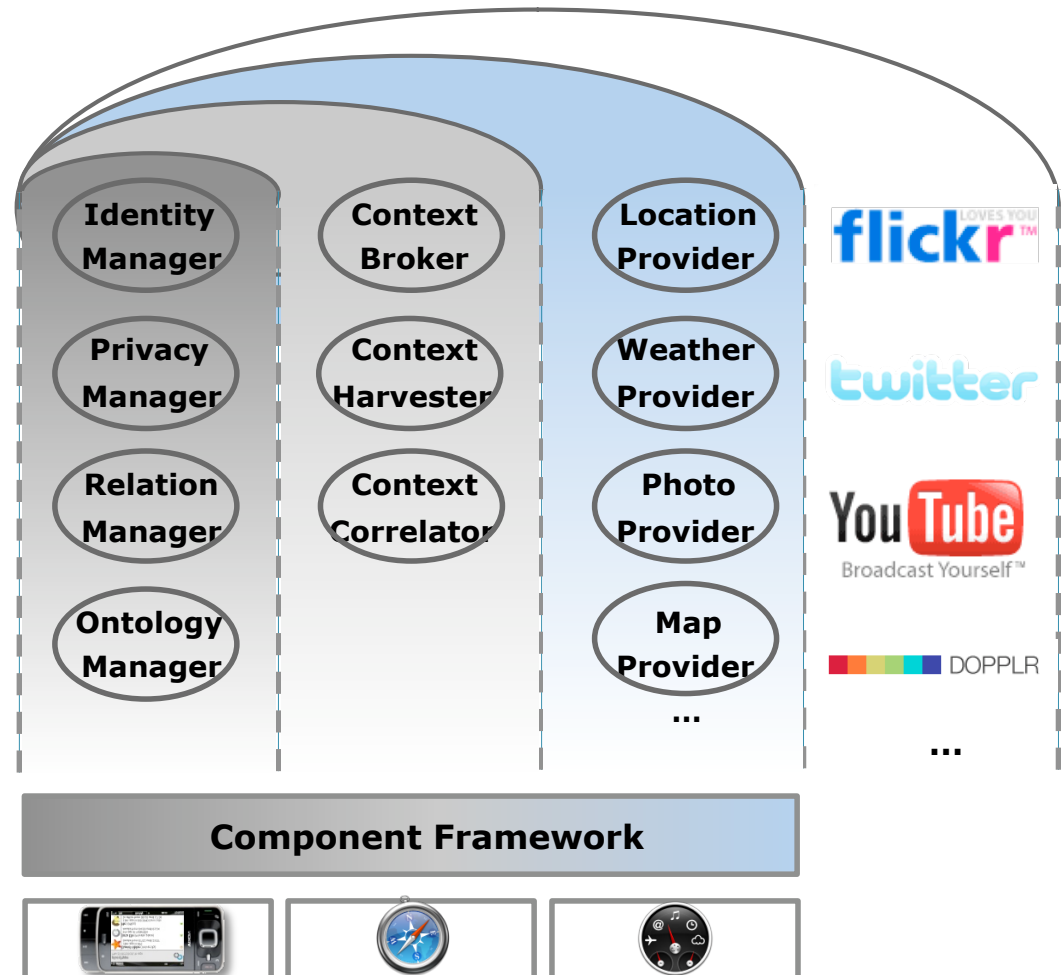 Identity
Manager
Privacy
Manager
Relation
Manager
Ontology
Manager
Context
Broker
Context
Harvester
Context
Correlator
Location
Provider
Weather
Provider
Photo
Provider
Map
Provider
...
flickr™
LOVES YOU
twitter
YouTube
Broadcast Yourself™
DOPPLR
...
Component Framework